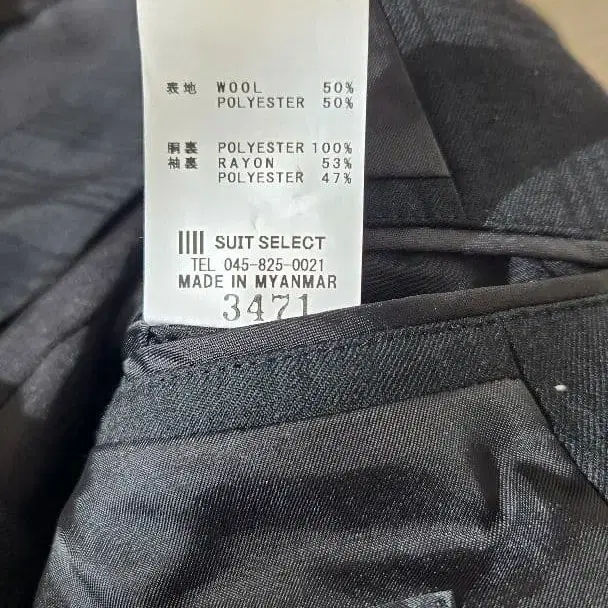 表地 WOOL 50%
POLYESTER 50%
胴裏 POLYESTER 100%
袖裏 RAYON 53%
POLYESTER 47%
SUIT SELECT
TEL 045-825-0021
MADE IN MYANMAR
3471